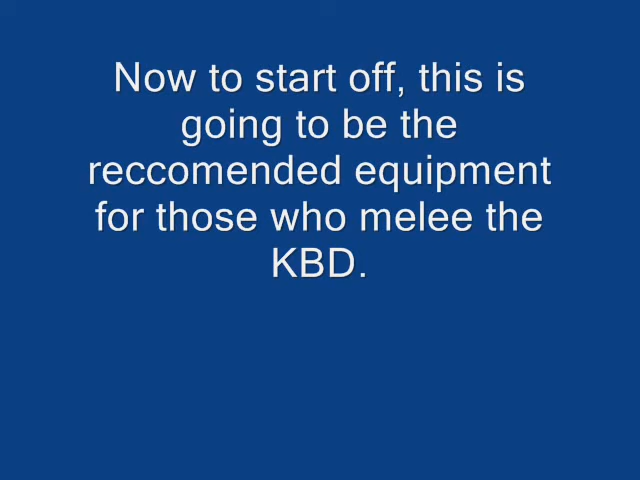 Now to start off, this is
going to be the
reccomended equipment
for those who melee the
KBD.